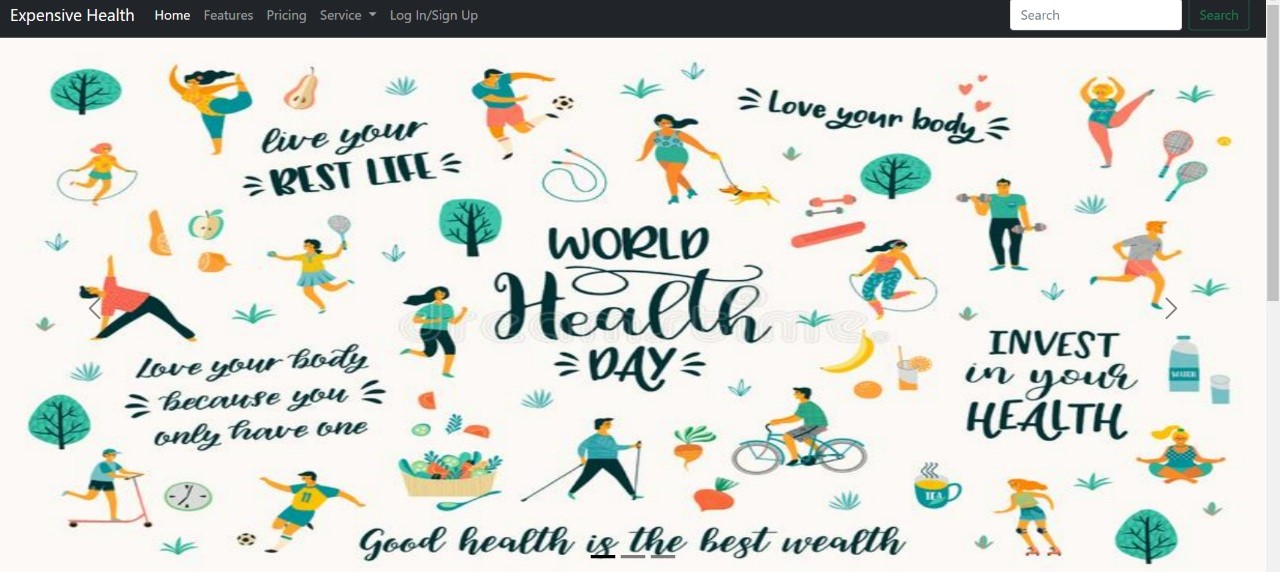 Expensive Health Home Features Pricing Service Log In/Sign Up Search Search
live your
BEST LIFE
Love your body
WORLD
Health
DAY
Love your body
because you
only have one
INVEST
in your
HEALTH
WATER
11
TEA
Good health is the best wealth
dreamstime.